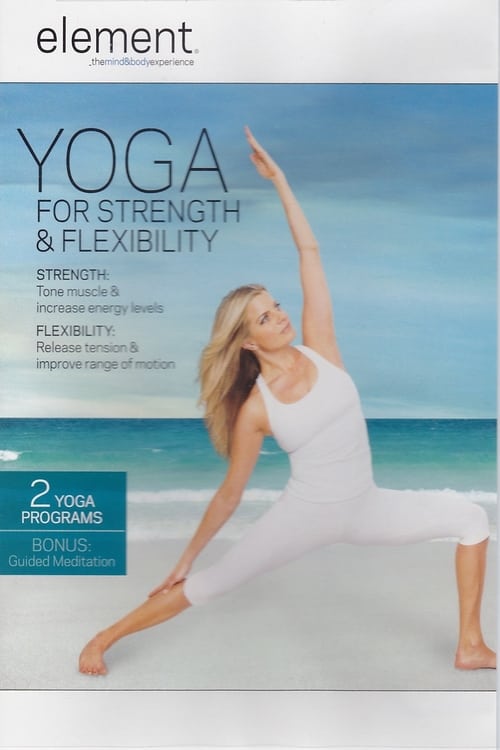 element.
_themind&bodyexperience
YOGA
FOR STRENGTH
& FLEXIBILITY
STRENGTH:
Tone muscle &
increase energy levels
FLEXIBILITY:
Release tension &
improve range of motion
2 YOGA
PROGRAMS
BONUS:
Guided Meditation